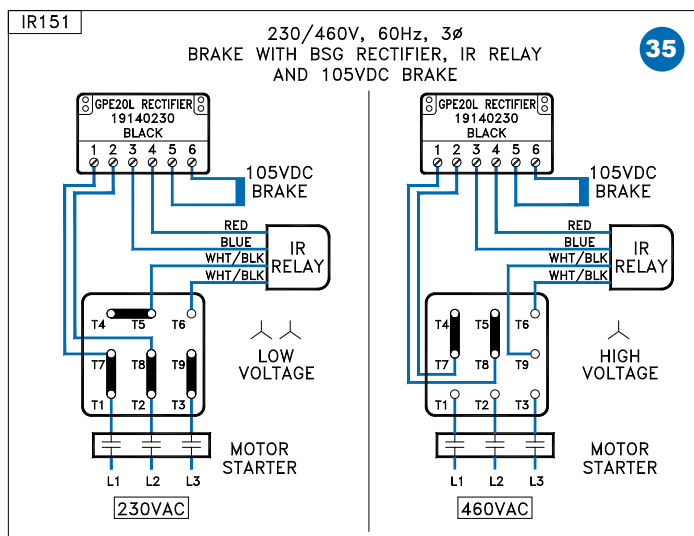 IR151
230/460V, 60Hz, 3ø
BRAKE WITH BSG RECTIFIER, IR RELAY
AND 105VDC BRAKE
35
GPE20L RECTIFIER
19140230
BLACK
1 2 3 4 5 6
105VDC
BRAKE
RED
BLUE
WHT/BLK
WHT/BLK
IR
RELAY
T4 T5 T6
T7 T8 T9
T1 T2 T3
LOW
VOLTAGE
MOTOR
STARTER
L1 L2 L3
230VAC
GPE20L RECTIFIER
19140230
BLACK
1 2 3 4 5 6
105VDC
BRAKE
RED
BLUE
WHT/BLK
WHT/BLK
IR
RELAY
T4 T5 T6
T7 T8 T9
T1 T2 T3
HIGH
VOLTAGE
MOTOR
STARTER
L1 L2 L3
460VAC